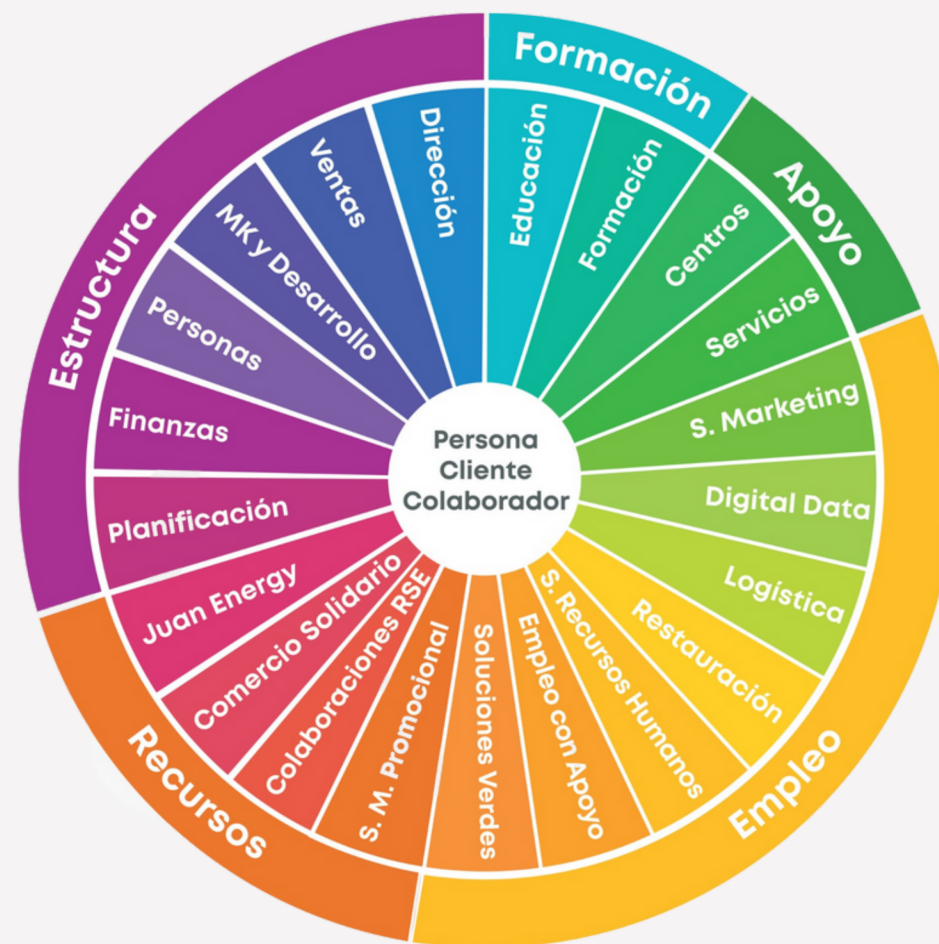 Formación
Apoyo
Empleo
Recursos
Estructura
Educación
Formación
Centros
Servicios
S. Marketing
Digital Data
Logística
Restauración
S. Recursos Humanos
Empleo con Apoyo
Soluciones Verdes
S. M. Promocional
Colaboraciones RSE
Comercio Solidario
Juan Energy
Planificación
Finanzas
Personas
MK y Desarrollo
Ventas
Dirección
Persona
Cliente
Colaborador